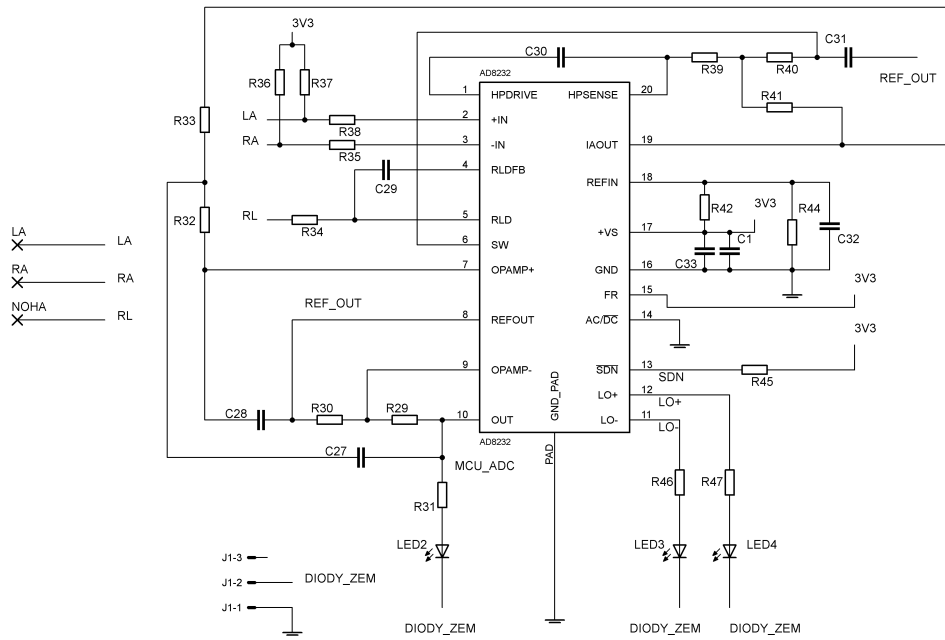 3V3
C31
C30
AD8232
R39
R40
REF_OUT
R36
R37
1
HPDRIVE
HPSENSE
20
R41
R33
LA
2
+IN
R38
RA
3
-IN
IAOUT
19
R35
4
RLDFB
REFIN
18
C29
R42
3V3
R44
R32
RL
5
RLD
+VS
17
R34
C33
C1
C32
LA
LA
6
SW
RA
RA
7
OPAMP+
GND
16
NOHA
RL
REF_OUT
FR
15
3V3
8
REFOUT
AC/DC
14
3V3
9
OPAMP-
SDN
13
SDN
R45
GND_PAD
LO+
12
LO+
C28
R30
R29
10
OUT
LO-
11
LO-
AD8232
C27
MCU_ADC
PAD
R31
R46
R47
LED2
LED3
LED4
J1-3
J1-2
DIODY_ZEM
J1-1
DIODY_ZEM
DIODY_ZEM
DIODY_ZEM